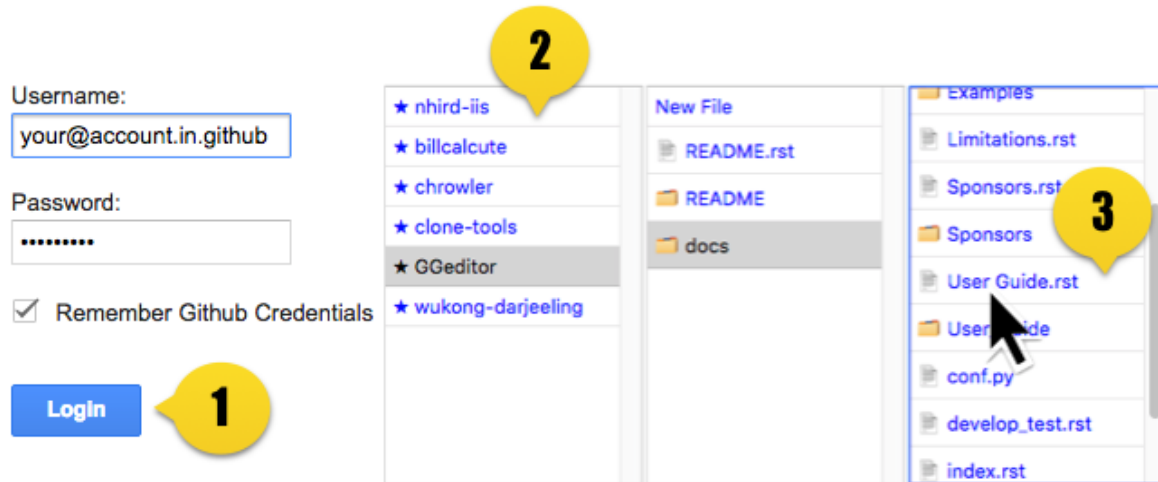 Username:
your@account.in.github
Password:
•••••••••
Remember Github Credentials
Login
1
2
★ nhird-iis
★ billcalcute
★ chrowler
★ clone-tools
★ GGeditor
★ wukong-darjeeling
New File
README.rst
README
docs
Examples
Limitations.rst
Sponsors.rst
3
Sponsors
User Guide.rst
User Guide
conf.py
develop_test.rst
index.rst